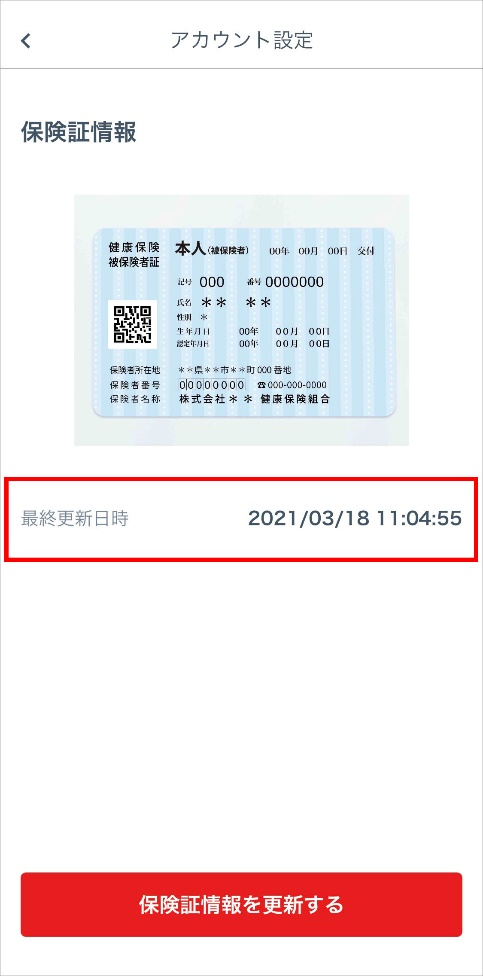 アカウント設定
保険証情報
健康保険 本人(被保険者) 00年 00月 00日 交付
被保険者証
記号 000 番号 0000000
氏名 ** **
性別 *
生年月日 00年 00月 00日
認定年月日 00年 00月 00日
保険者所在地 **県**市**町000番地
保険者番号 00000000 ☎000-000-0000
保険者名称 株式会社** 健康保険組合
最終更新日時 2021/03/18 11:04:55
保険証情報を更新する